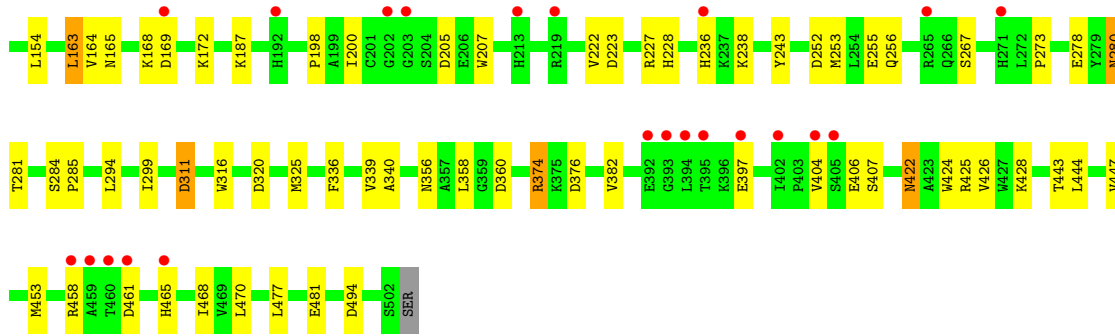 L154 L163 V164 N165 K168 D169 K172 K187 H192 P198 A199 I200 C201 G202 G203 S204 D205 E206 W207 H213 R219 V222 D223 R227 H228 H236 K237 K238 Y243 D252 M253 L254 E255 Q256 R265 Q266 S267 H271 L272 P273 E278 Y279 N280
T281 S284 P285 L294 I299 D311 W316 D320 M325 F336 V339 A340 N356 A357 L358 G359 D360 R374 K375 D376 V382 E392 G393 L394 T395 K396 E397 I402 P403 V404 S405 E406 S407 N422 A423 W424 R425 V426 W427 K428 T443 L444
M453 R458 A459 T460 D461 H465 I468 V469 L470 L477 E481 D494 S502 SER